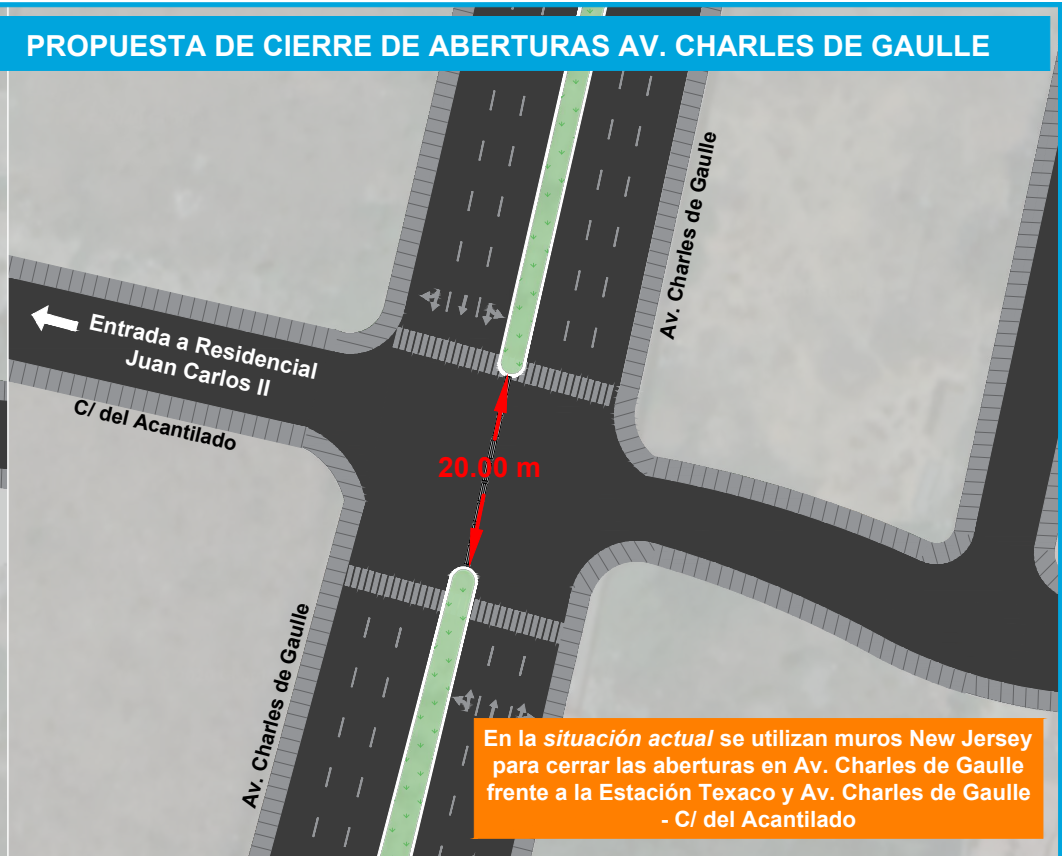 PROPUESTA DE CIERRE DE ABERTURAS AV. CHARLES DE GAULLE
Av. Charles de Gaulle
Entrada a Residencial
Juan Carlos II
C/ del Acantilado
20.00 m
Av. Charles de Gaulle
En la situación actual se utilizan muros New Jersey
para cerrar las aberturas en Av. Charles de Gaulle
frente a la Estación Texaco y Av. Charles de Gaulle
- C/ del Acantilado